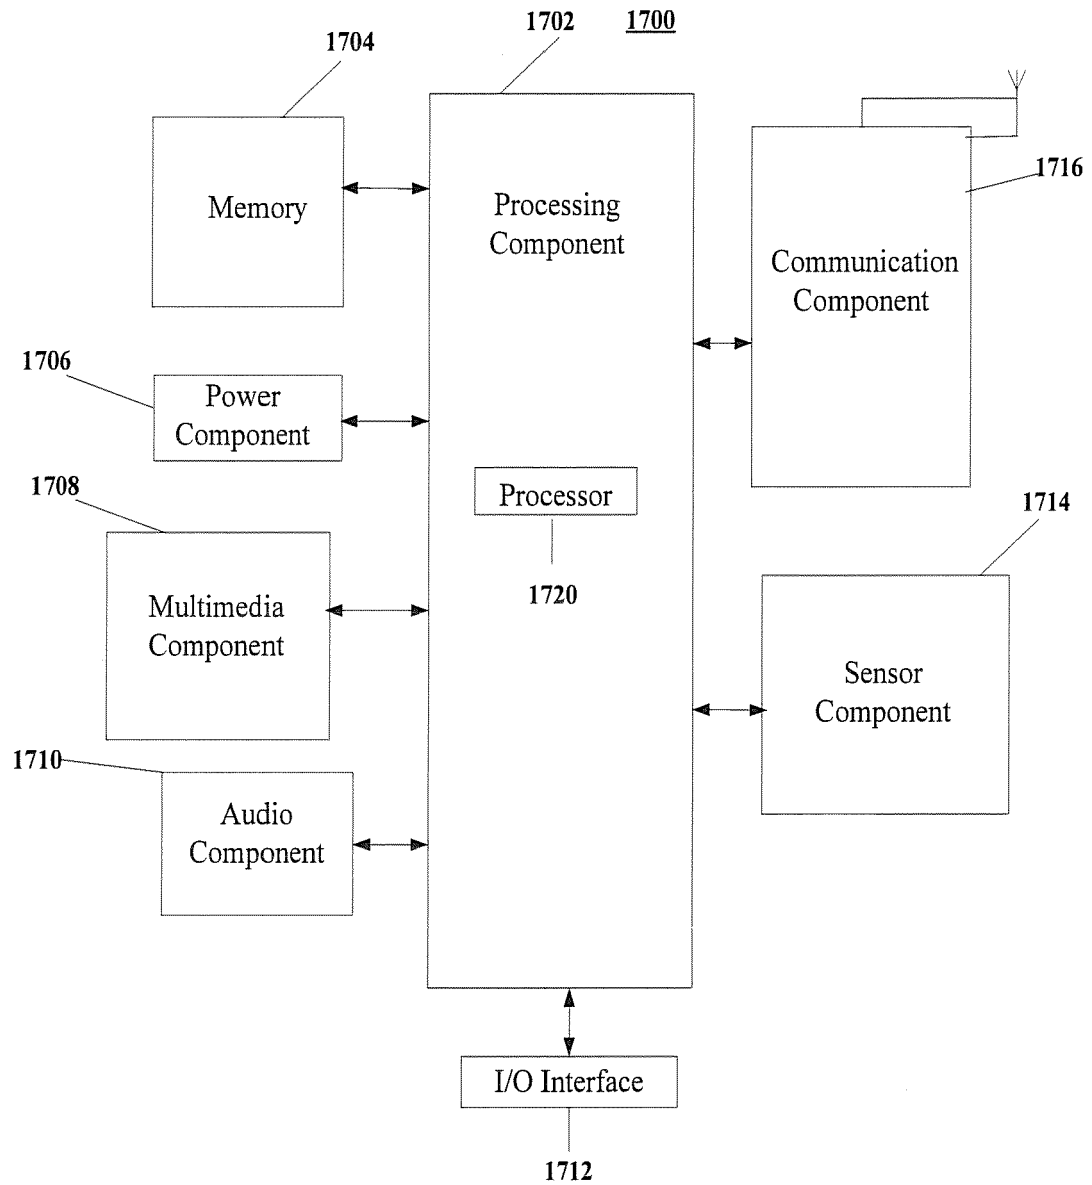 1702
1700
1704
Memory
Processing
Component
1716
Communication
Component
1706
Power
Component
1708
Processor
1714
1720
Multimedia
Component
Sensor
Component
1710
Audio
Component
I/O Interface
1712